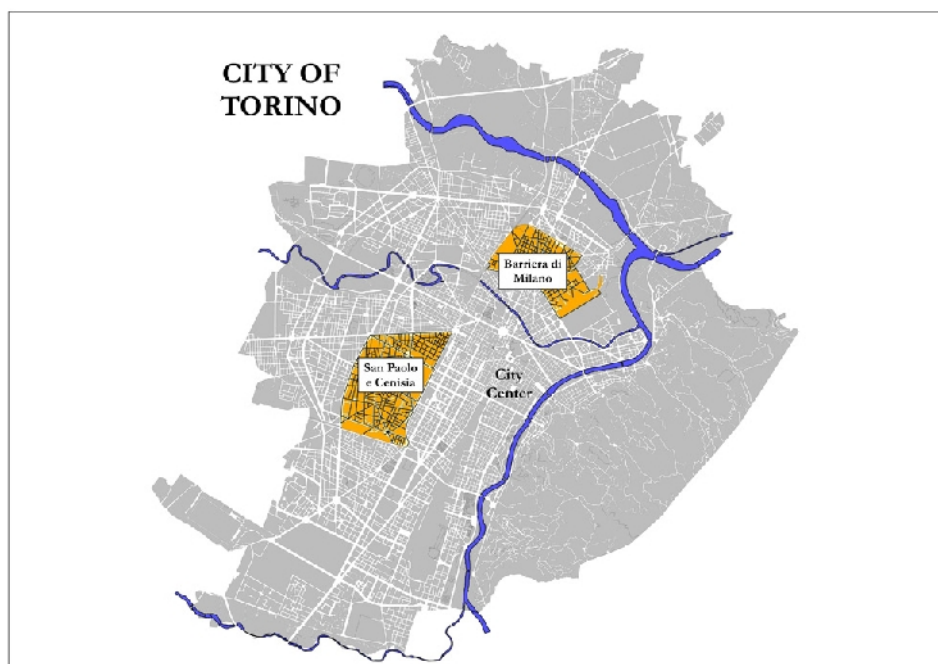 CITY OF
TORINO
Barriera di
Milano
San Paolo
e Cenisia
City
Center